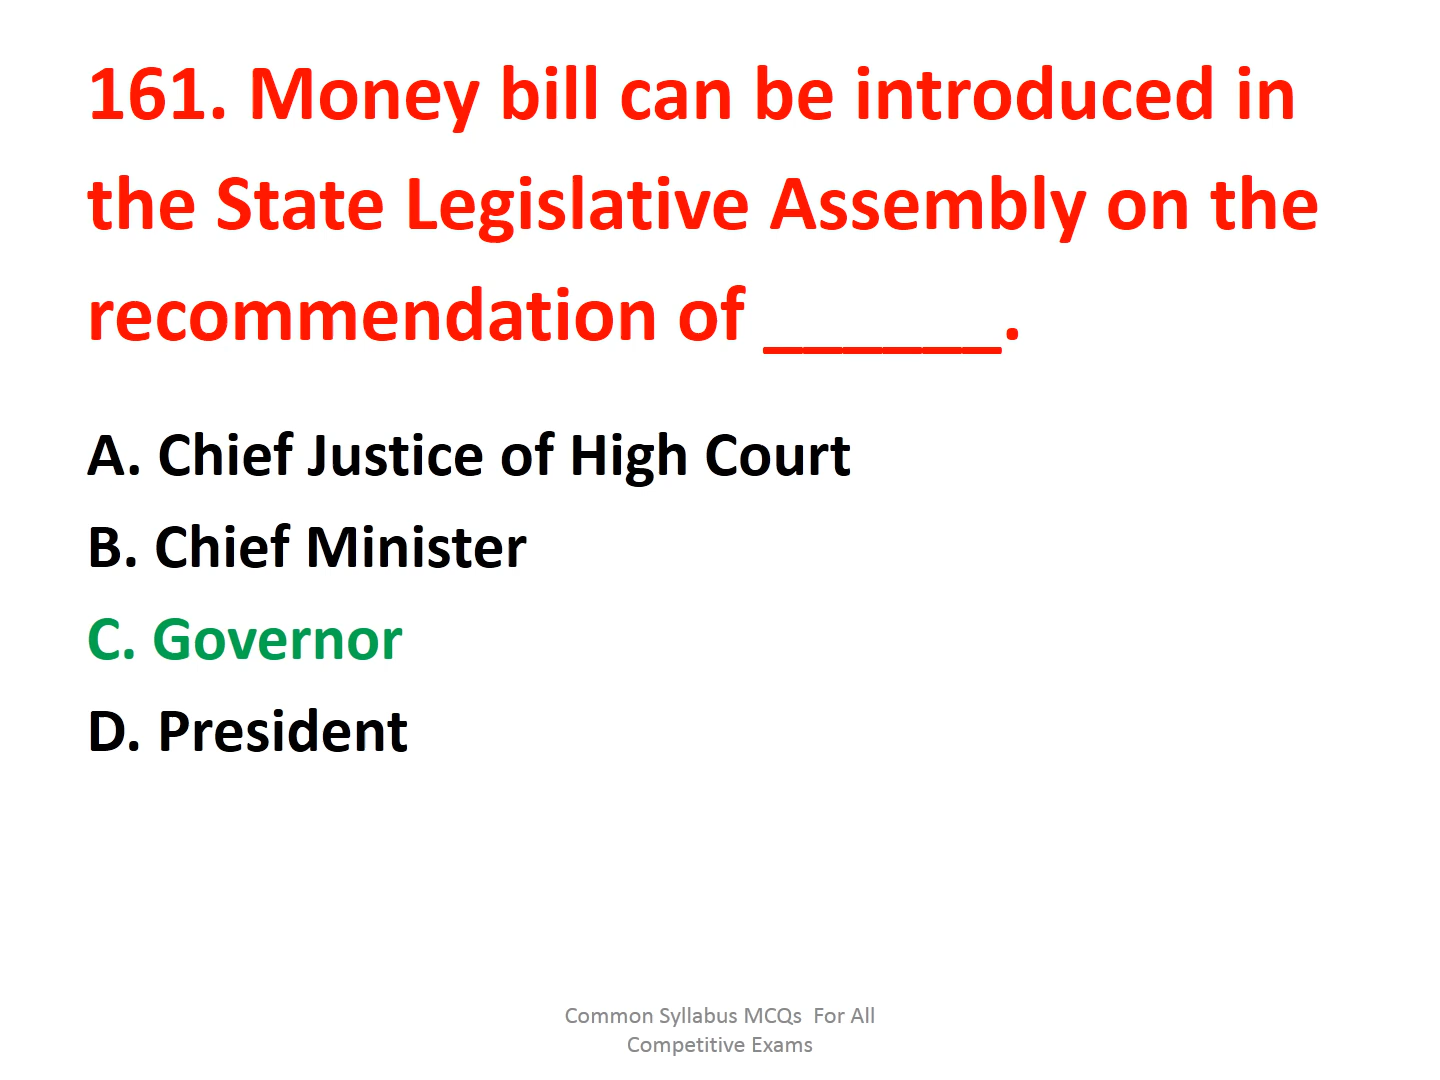 161. Money bill can be introduced in
the State Legislative Assembly on the
recommendation of ______.
A. Chief Justice of High Court
B. Chief Minister
C. Governor
D. President
Common Syllabus MCQs  For All
Competitive Exams